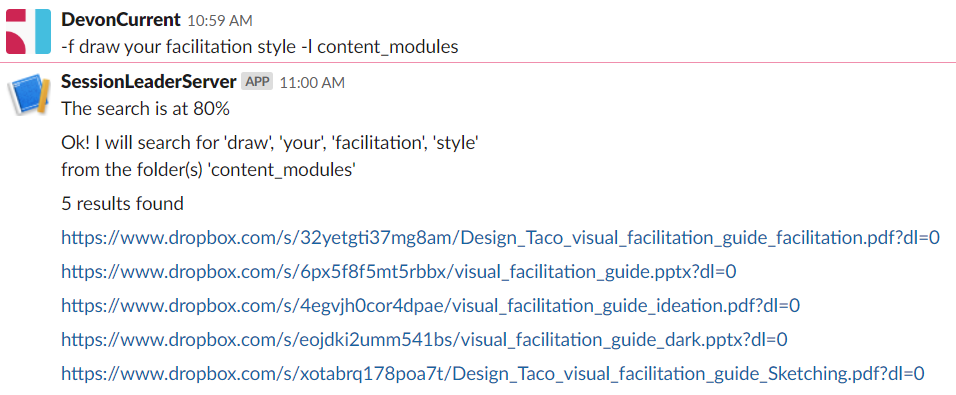 DevonCurrent 10:59 AM
-f draw your facilitation style -l content_modules
SessionLeaderServer APP 11:00 AM
The search is at 80%
Ok! I will search for 'draw', 'your', 'facilitation', 'style'
from the folder(s) 'content_modules'
5 results found
https://www.dropbox.com/s/32yetgti37mg8am/Design_Taco_visual_facilitation_guide_facilitation.pdf?dl=0
https://www.dropbox.com/s/6px5f8f5mt5rbbx/visual_facilitation_guide.pptx?dl=0
https://www.dropbox.com/s/4egvjh0cor4dpae/visual_facilitation_guide_ideation.pdf?dl=0
https://www.dropbox.com/s/eojdki2umm541bs/visual_facilitation_guide_dark.pptx?dl=0
https://www.dropbox.com/s/xotabrq178poa7t/Design_Taco_visual_facilitation_guide_Sketching.pdf?dl=0